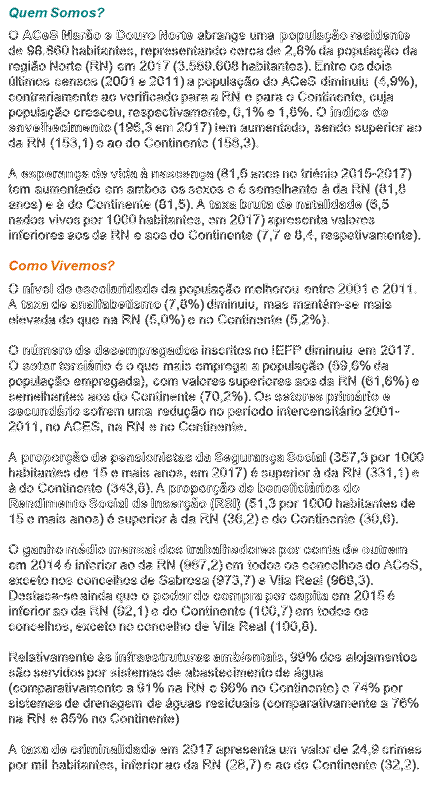 Quem Somos?
O ACeS Marão e Douro Norte abrange uma população residente
de 98.860 habitantes, representando cerca de 2,8% da população da
região Norte (RN) em 2017 (3.559.608 habitantes). Entre os dois
últimos censos (2001 e 2011) a população do ACeS diminuiu (4,9%),
contrariamente ao verificado para a RN e para o Continente, cuja
população cresceu, respectivamente, 0,1% e 1,8%. O índice de
envelhecimento (196,3 em 2017) tem aumentado, sendo superior ao
da RN (153,1) e ao do Continente (158,3).
A esperança de vida à nascença (81,6 anos no triénio 2015-2017)
tem aumentado em ambos os sexos e é semelhante à da RN (81,8
anos) e à do Continente (81,5). A taxa bruta de natalidade (6,5
nados vivos por 1000 habitantes, em 2017) apresenta valores
inferiores aos da RN e aos do Continente (7,7 e 8,4, respetivamente).
Como Vivemos?
O nível de escolaridade da população melhorou entre 2001 e 2011.
A taxa de analfabetismo (7,8%) diminuiu, mas mantém-se mais
elevada do que na RN (5,0%) e no Continente (5,2%).
O número de desempregados inscritos no IEFP diminuiu em 2017.
O setor terciário é o que mais emprega a população (69,6% da
população empregada), com valores superiores aos da RN (61,6%) e
semelhantes aos do Continente (70,2%). Os setores primário e
secundário sofrem uma redução no período intercensitário 2001-
2011, no ACES, na RN e no Continente.
A proporção de pensionistas da Segurança Social (357,3 por 1000
habitantes de 15 e mais anos, em 2017) é superior à da RN (331,1) e
à do Continente (343,8). A proporção de beneficiários do
Rendimento Social de Inserção (RSI) (51,3 por 1000 habitantes de
15 e mais anos) é superior à da RN (36,2) e do Continente (30,6).
O ganho médio mensal dos trabalhadores por conta de outrem
em 2014 é inferior ao da RN (967,2) em todos os concelhos do ACeS,
exceto nos concelhos de Sabrosa (973,7) e Vila Real (968,3).
Destaca-se ainda que o poder de compra per capita em 2015 é
inferior ao da RN (92,1) e do Continente (100,7) em todos os
concelhos, exceto no concelho de Vila Real (100,8).
Relativamente às infraestruturas ambientais, 99% dos alojamentos
são servidos por sistemas de abastecimento de água
(comparativamente a 91% na RN e 96% no Continente) e 74% por
sistemas de drenagem de águas residuais (comparativamente a 76%
na RN e 85% no Continente)
A taxa de criminalidade em 2017 apresenta um valor de 24,9 crimes
por mil habitantes, inferior ao da RN (28,7) e ao do Continente (32,2).